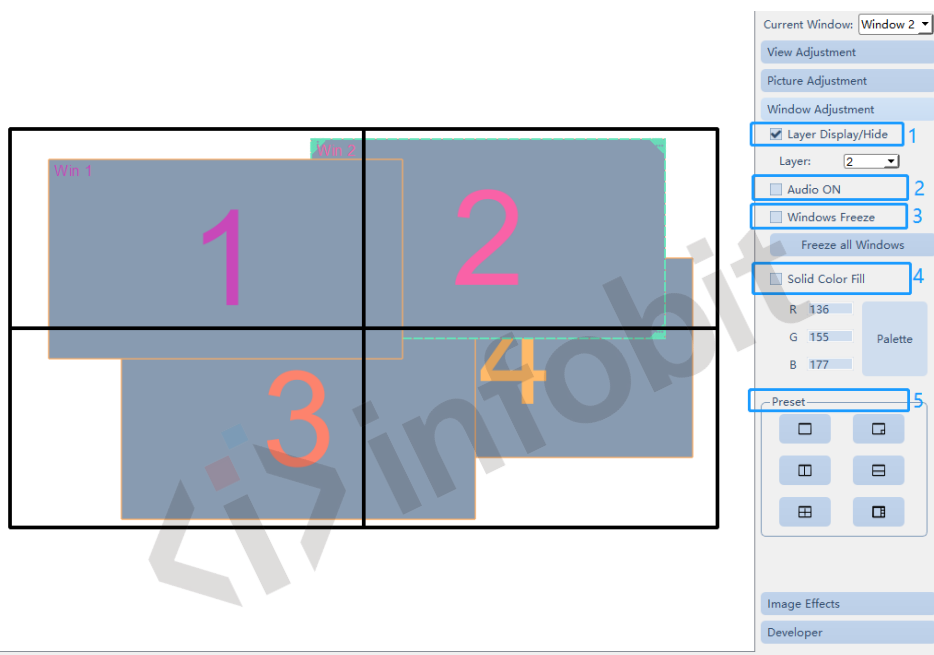 Current Window: Window 2
View Adjustment
Picture Adjustment
Window Adjustment
Layer Display/Hide 1
Layer: 2
Audio ON 2
Windows Freeze 3
Freeze all Windows
Solid Color Fill 4
R 136
G 155 Palette
B 177
Preset 5
Image Effects
Developer
Win 1
Win 2
1
2
3
4
<i>infobit